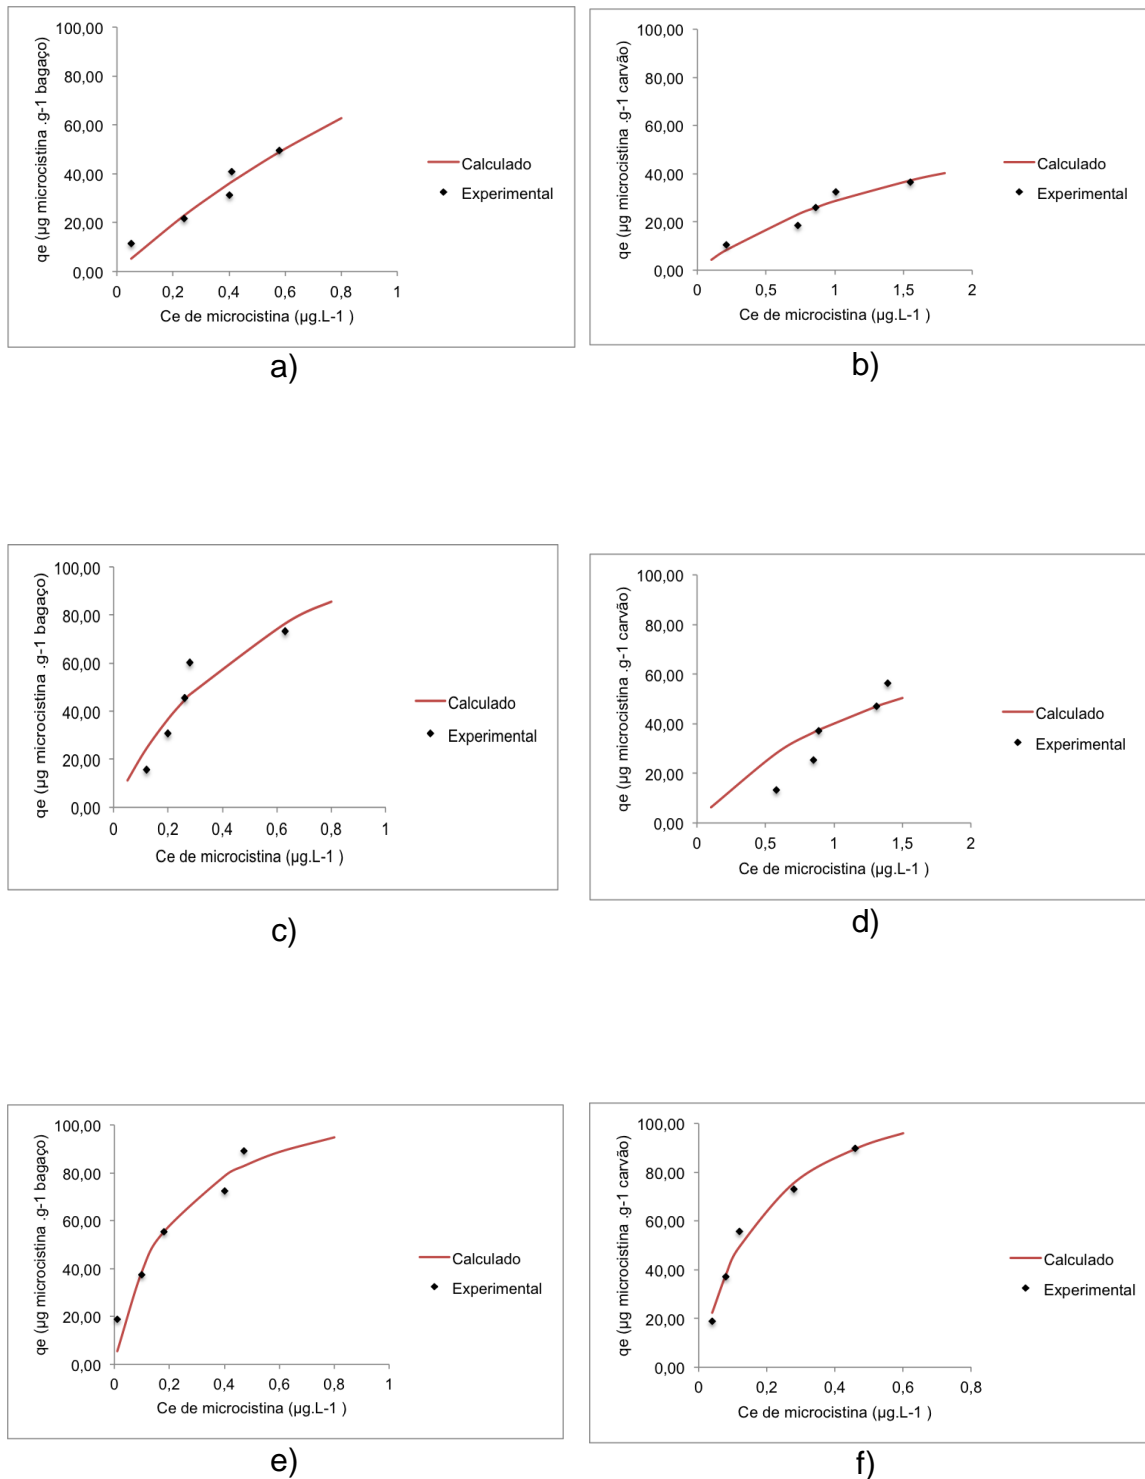 qe (µg microcistina .g-1 bagaço)
100,00
80,00
60,00
40,00
20,00
0,00
0 0,2 0,4 0,6 0,8 1
Ce de microcistina (µg.L-1 )
Calculado
Experimental
a)
qe (µg microcistina .g-1 carvão)
100,00
80,00
60,00
40,00
20,00
0,00
0 0,5 1 1,5 2
Ce de microcistina (µg.L-1 )
Calculado
Experimental
b)
qe (µg microcistina .g-1 bagaço)
100,00
80,00
60,00
40,00
20,00
0,00
0 0,2 0,4 0,6 0,8 1
Ce de microcistina (µg.L-1 )
Calculado
Experimental
c)
qe (µg microcistina .g-1 carvão)
100,00
80,00
60,00
40,00
20,00
0,00
0 0,5 1 1,5 2
Ce de microcistina (µg.L-1 )
Calculado
Experimental
d)
qe (µg microcistina .g-1 bagaço)
100,00
80,00
60,00
40,00
20,00
0,00
0 0,2 0,4 0,6 0,8 1
Ce de microcistina (µg.L-1 )
Calculado
Experimental
e)
qe (µg microcistina .g-1 carvão)
100,00
80,00
60,00
40,00
20,00
0,00
0 0,2 0,4 0,6 0,8
Ce de microcistina (µg.L-1 )
Calculado
Experimental
f)